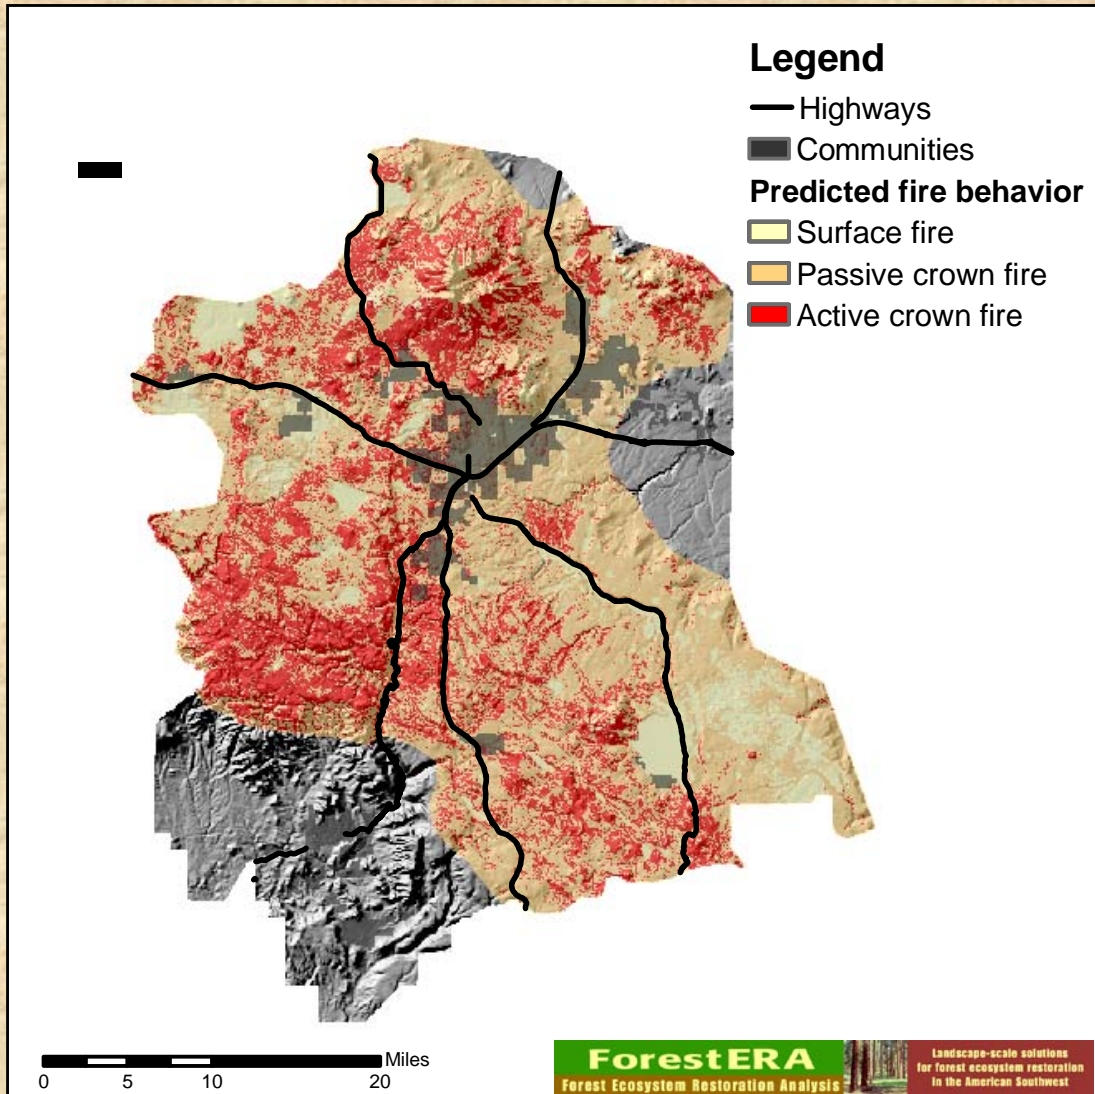 Legend
Highways
Communities
Predicted fire behavior
Surface fire
Passive crown fire
Active crown fire
Miles
0 5 10 20
ForestERA
Forest Ecosystem Restoration Analysis
Landscape-scale solutions
for forest ecosystem restoration
in the American Southwest